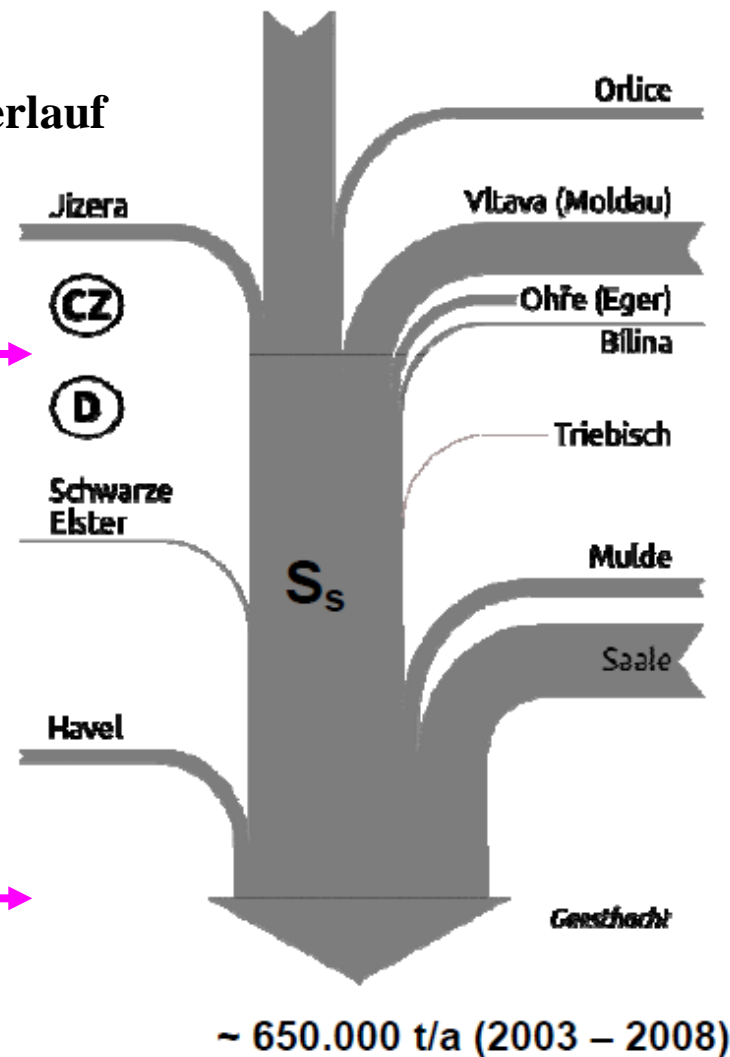 erlauf
Orlice
Jizera
Vltava (Moldau)
CZ
Ohře (Eger)
Bílina
D
Triebisch
Schwarze
Elster
Mulde
Ss
Saale
Havel
Geesthacht
~ 650.000 t/a (2003 – 2008)